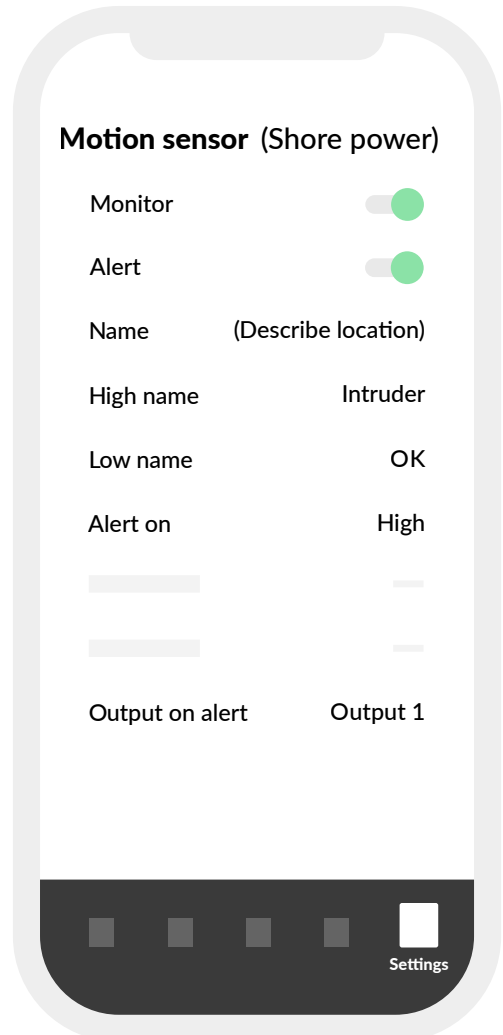 Motion sensor (Shore power)
Monitor
Alert
Name (Describe location)
High name Intruder
Low name OK
Alert on High
Output on alert Output 1
Settings